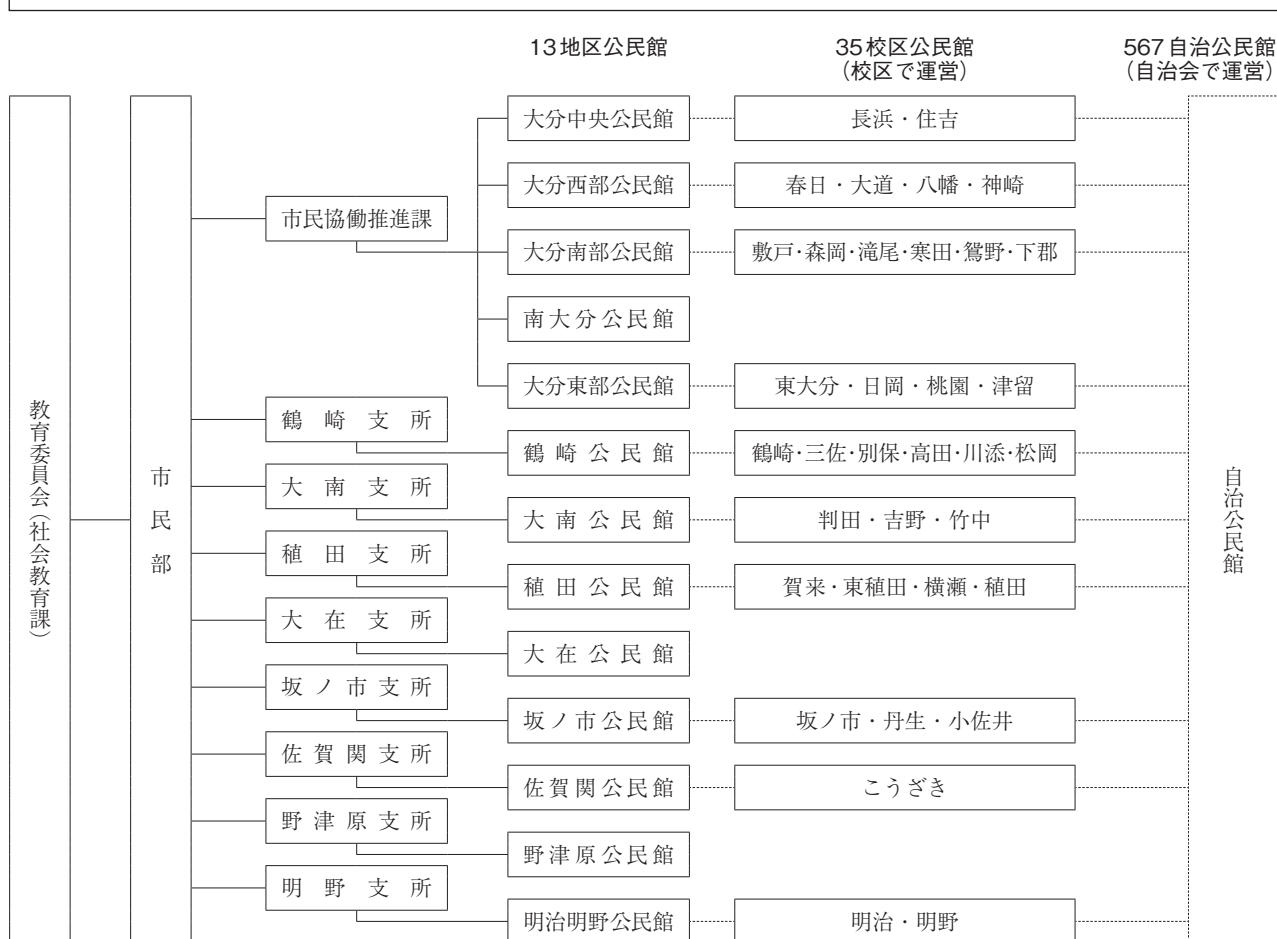 13地区公民館
35校区公民館
（校区で運営）
567自治公民館
（自治会で運営）
教育委員会（社会教育課）
市民部
市民協働推進課
大分中央公民館
長浜・住吉
大分西部公民館
春日・大道・八幡・神崎
大分南部公民館
敷戸・森岡・滝尾・寒田・鴛野・下郡
南大分公民館
大分東部公民館
東大分・日岡・桃園・津留
鶴崎支所
鶴崎公民館
鶴崎・三佐・別保・高田・川添・松岡
大南支所
大南公民館
判田・吉野・竹中
稙田支所
稙田公民館
賀来・東稙田・横瀬・稙田
大在支所
大在公民館
坂ノ市支所
坂ノ市公民館
坂ノ市・丹生・小佐井
佐賀関支所
佐賀関公民館
こうざき
野津原支所
野津原公民館
明野支所
明治明野公民館
明治・明野
自治公民館